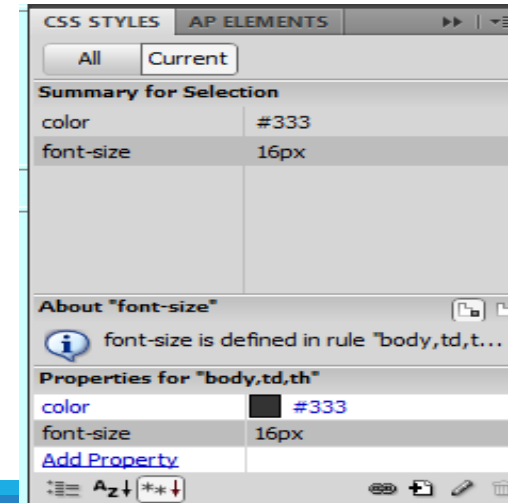 CSS STYLES AP ELEMENTS
All Current
Summary for Selection
color #333
font-size 16px
About "font-size"
font-size is defined in rule "body,td,t...
Properties for "body,td,th"
color #333
font-size 16px
Add Property
Az **